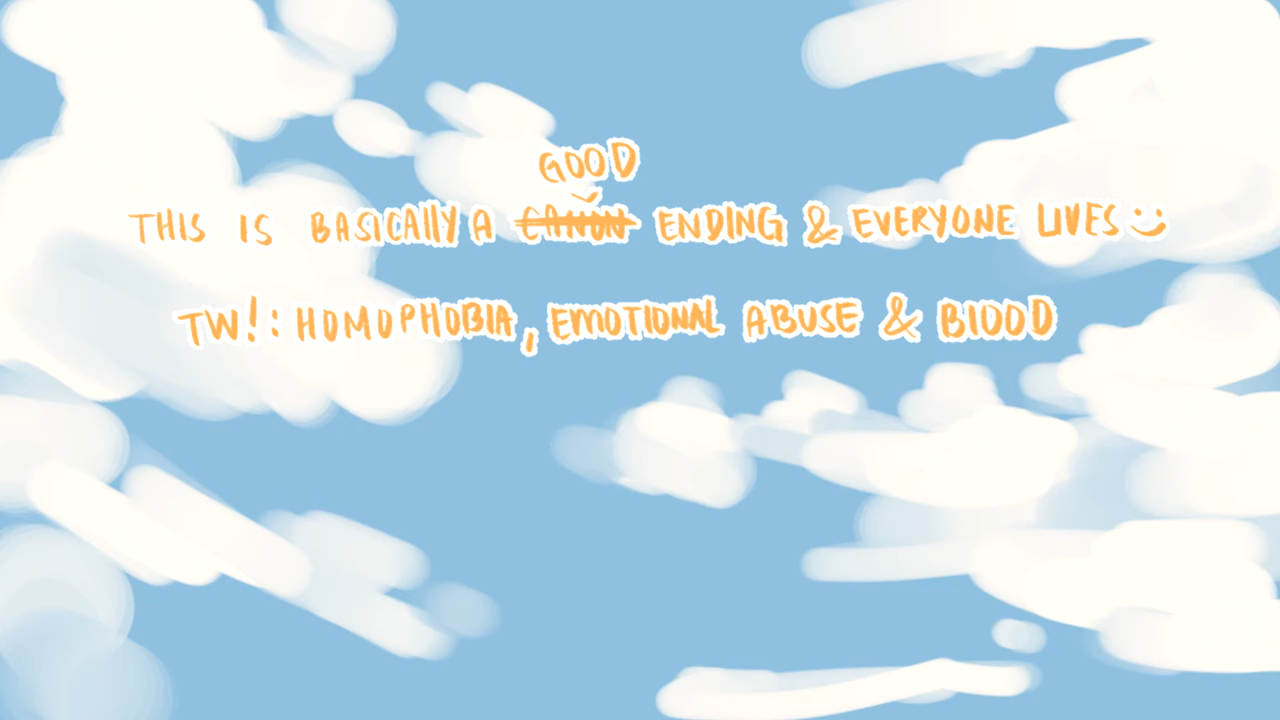 GOOD
THIS IS BASICAllY A CANON ENDING & EVERYONE LIVES :)
TW!: HOMOPHOBIA, EMOTIONAL ABUSE & BlOOD